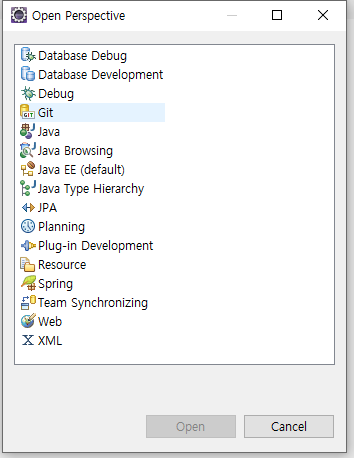 Open Perspective
Database Debug
Database Development
Debug
GIT Git
Java
Java Browsing
Java EE (default)
Java Type Hierarchy
JPA
Planning
Plug-in Development
Resource
Spring
Team Synchronizing
Web
X XML
Open Cancel